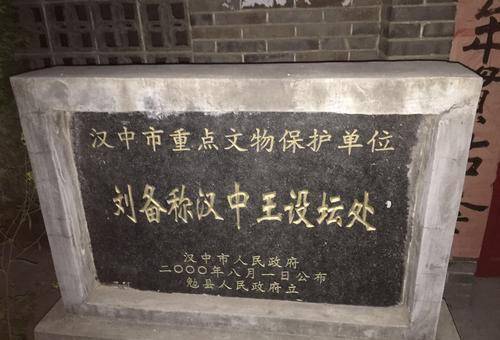 汉中市重点文物保护单位
刘备称汉中王设坛处
汉中市人民政府
二〇〇〇年八月一日公布
勉县人民政府立